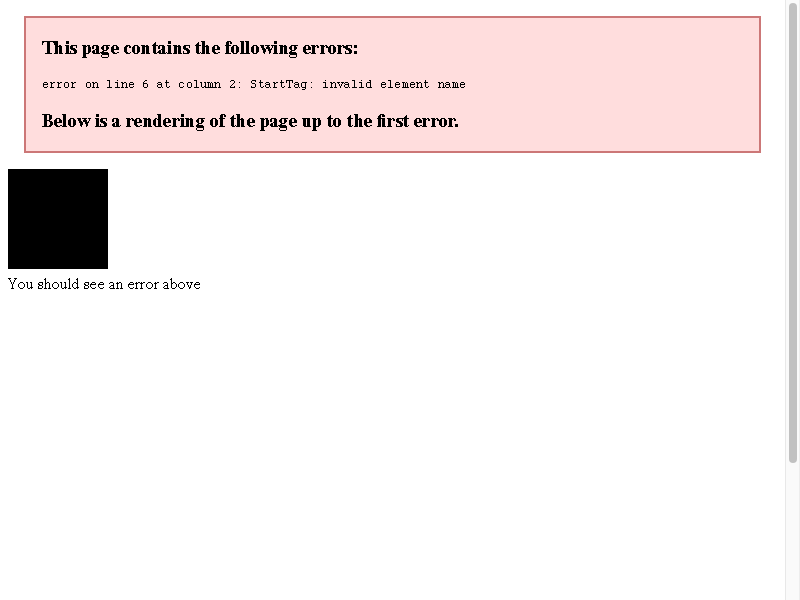 This page contains the following errors:
error on line 6 at column 2: StartTag: invalid element name
Below is a rendering of the page up to the first error.
You should see an error above